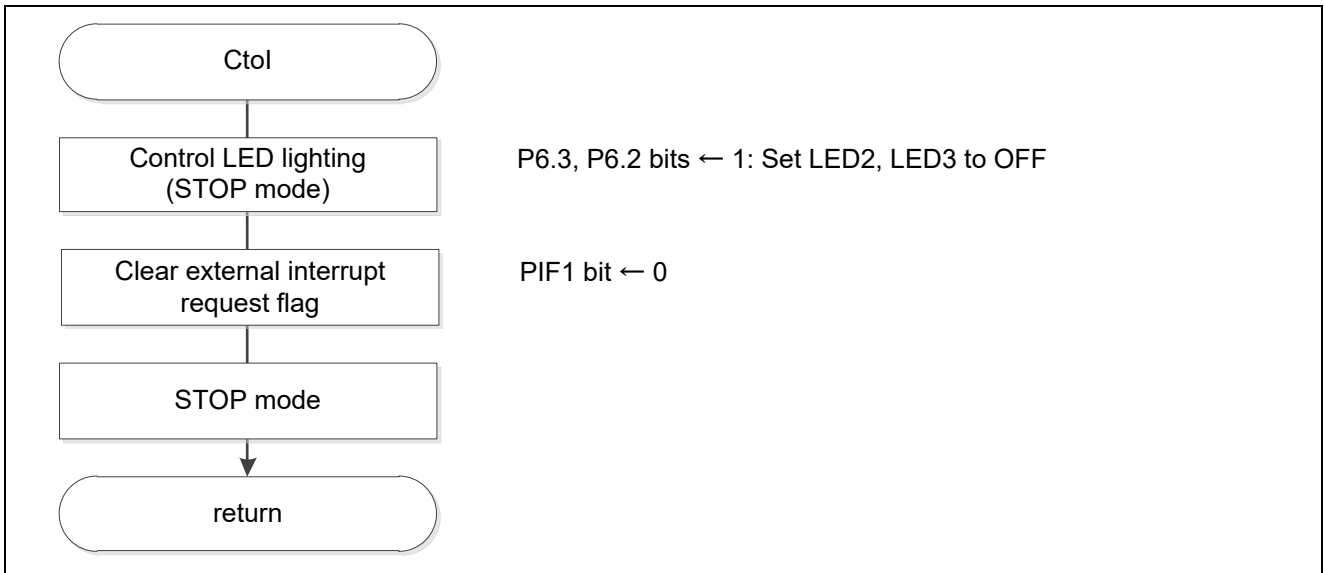 CtoI
Control LED lighting
(STOP mode)
P6.3, P6.2 bits ← 1: Set LED2, LED3 to OFF
Clear external interrupt
request flag
PIF1 bit ← 0
STOP mode
return